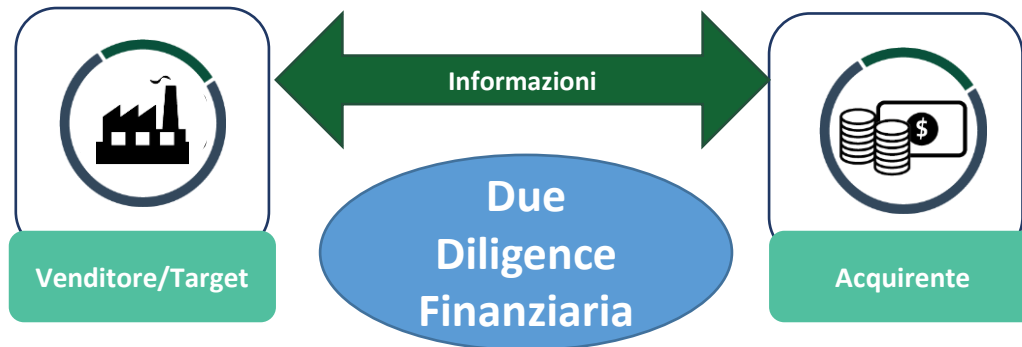 Informazioni
$
Due
Diligence
Finanziaria
Venditore/Target
Acquirente